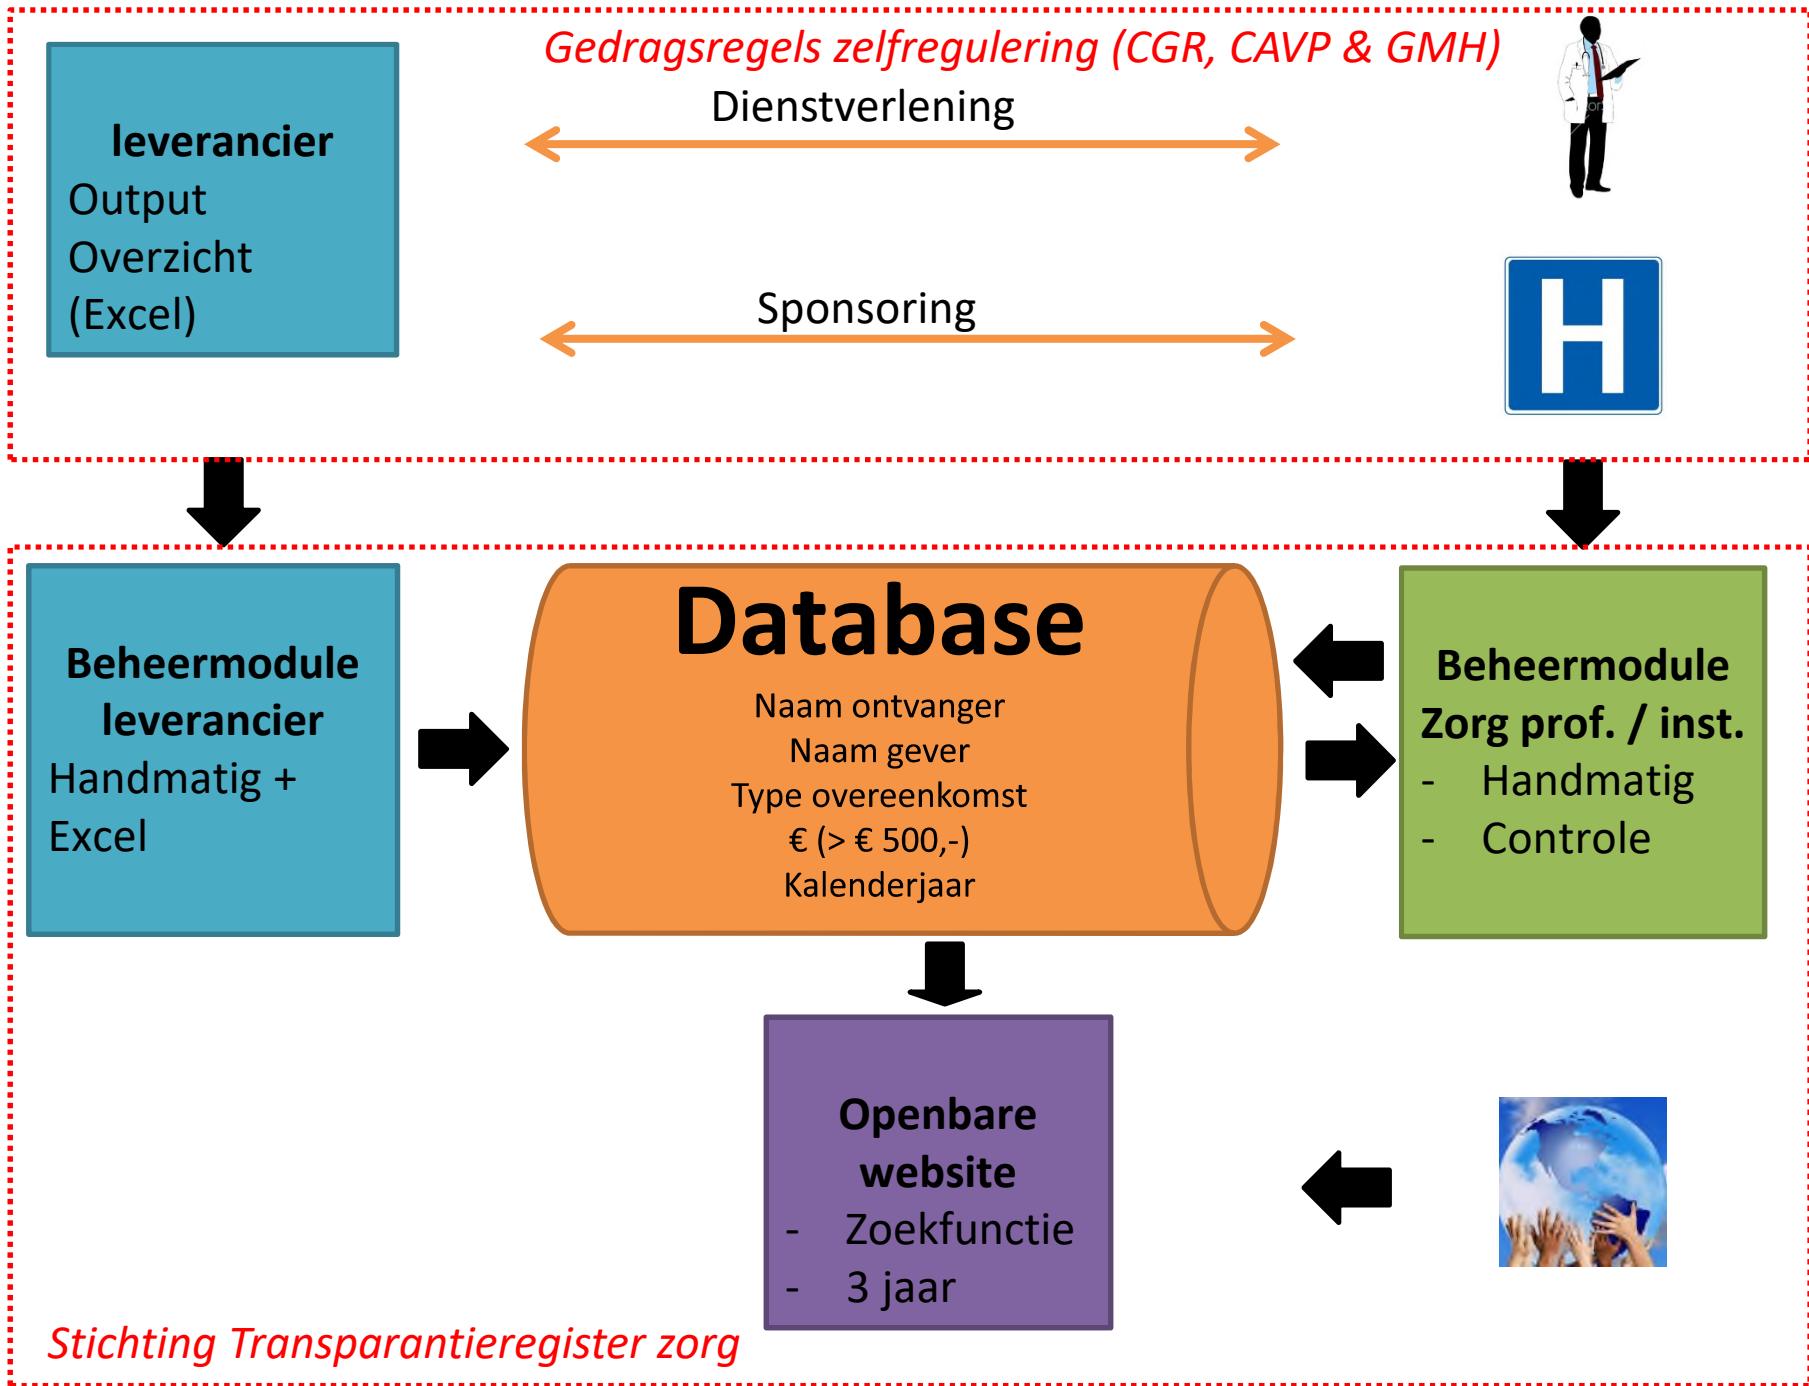 Gedragsregels zelfregulering (CGR, CAVP & GMH)
leverancier
Output
Overzicht
(Excel)
Dienstverlening
Sponsoring
H
Beheermodule
leverancier
Handmatig +
Excel
Database
Naam ontvanger
Naam gever
Type overeenkomst
€ (> € 500,-)
Kalenderjaar
Beheermodule
Zorg prof. / inst.
- Handmatig
- Controle
Openbare
website
- Zoekfunctie
- 3 jaar
Stichting Transparantieregister zorg